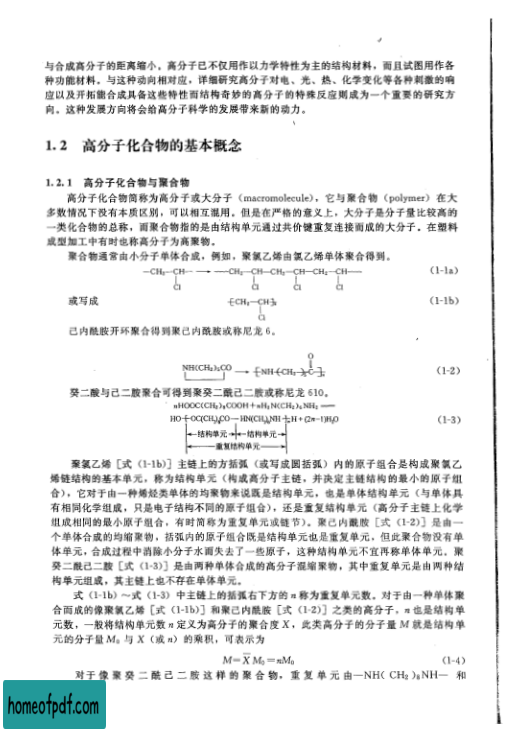 与合成高分子的距离缩小。高分子已不仅用作以力学特性为主的结构材料，而且试图用作各
种功能材料。与这种动向相对应，详细研究高分子对电、光、热、化学变化等各种刺激的响
应以及开拓能合成具备这些特性而结构奇妙的高分子的特殊反应则成为一个重要的研究方
向。这种发展方向将会给高分子科学的发展带来新的动力。
1.2 高分子化合物的基本概念
1.2.1 高分子化合物与聚合物
高分子化合物简称为高分子或大分子（macromolecule），它与聚合物（polymer）在大
多数情况下没有本质区别，可以相互混用。但是在严格的意义上，大分子是分子量比较高的
一类化合物的总称，而聚合物指的是由结构单元通过共价键重复连接而成的大分子。在塑料
成型加工中有时也称高分子为高聚物。
聚合物通常由小分子单体合成，例如，聚氯乙烯由氯乙烯单体聚合得到。
—CH₂—CH— → —CH₂—CH—CH₂—CH—CH₂—CH— (1-1a)
Cl Cl Cl Cl
或写成 ⁅CH₂—CH⁆n (1-1b)
Cl
己内酰胺开环聚合得到聚己内酰胺或称尼龙 6。
O
NH(CH₂)₅CO → ⁅NH⁅CH₂⁆₅C⁆n (1-2)
癸二酸与己二胺聚合可得到聚癸二酰己二胺或称尼龙 610。
nHOOC(CH₂)₈COOH＋nH₂N(CH₂)₆NH₂
HO⁅OC(CH₂)₈CO—HN(CH₂)₆NH⁆nH＋(2n−1)H₂O (1-3)
结构单元 结构单元
重复结构单元
聚氯乙烯［式（1-1b）］主链上的方括弧（或写成圆括弧）内的原子组合是构成聚氯乙
烯链结构的基本单元，称为结构单元（构成高分子主链，并决定主链结构的最小的原子组
合），它对于由一种烯烃类单体的均聚物来说既是结构单元，也是单体结构单元（与单体具
有相同化学组成，只是电子结构不同的原子组合），还是重复结构单元（高分子主链上化学
组成相同的最小原子组合，有时简称为重复单元或链节）。聚己内酰胺［式（1-2）］是由一
个单体合成的均缩聚物，括弧内的原子组合既是结构单元也是重复单元，但此聚合物没有单
体单元，合成过程中消除小分子水而失去了一些原子，这种结构单元不宜再称单体单元。聚
癸二酰己二胺［式（1-3）］是由两种单体合成的高分子混缩聚物，其中重复单元是由两种结
构单元组成，其主链上也不存在单体单元。
式（1-1b）～式（1-3）中主链上的括弧右下方的 n 称为重复单元数。对于由一种单体聚
合而成的像聚氯乙烯［式（1-1b）］和聚己内酰胺［式（1-2）］之类的高分子，n 也是结构单
元数，一般将结构单元数 n 定义为高分子的聚合度 X，此类高分子的分子量 M 就是结构单
元的分子量 M₀ 与 X（或 n）的乘积，可表示为
M＝X̄ M₀＝nM₀ (1-4)
对于像聚癸二酰己二胺这样的聚合物，重复单元由—NH(CH₂)₆NH— 和
homeofpdf.com